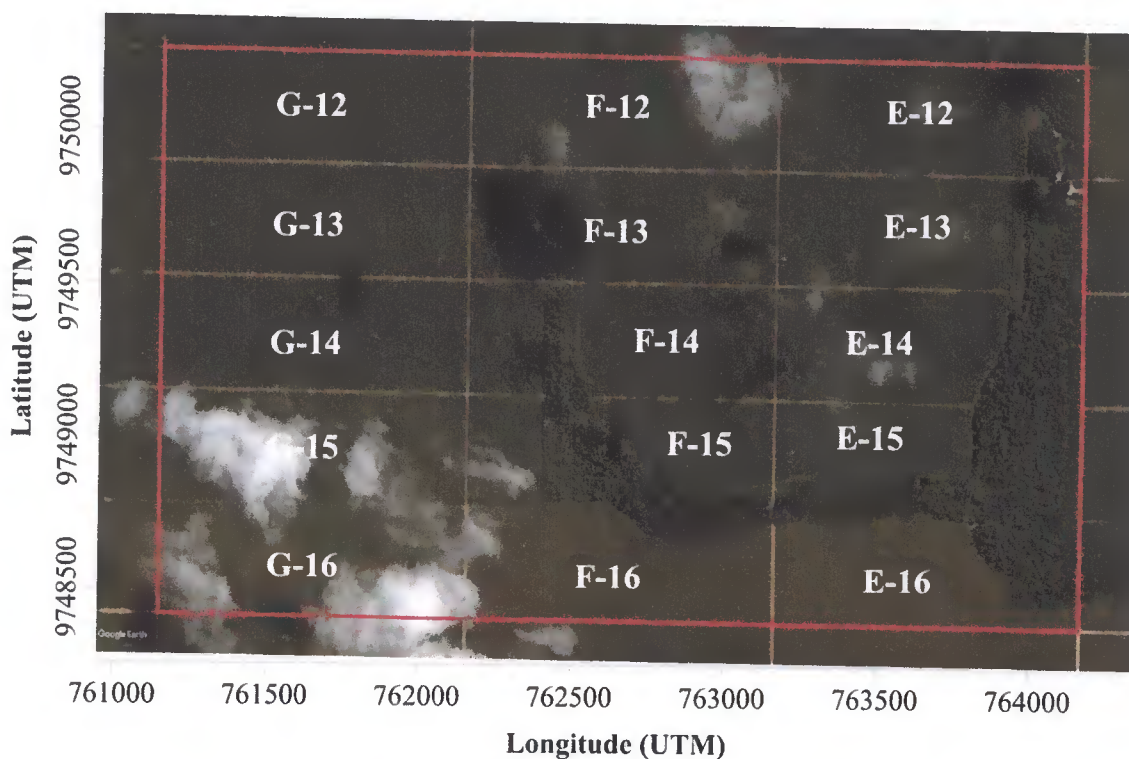 G-12 F-12 E-12
G-13 F-13 E-13
G-14 F-14 E-14
G-15 F-15 E-15
G-16 F-16 E-16
Google Earth
Latitude (UTM)
9750000
9749500
9749000
9748500
761000 761500 762000 762500 763000 763500 764000
Longitude (UTM)